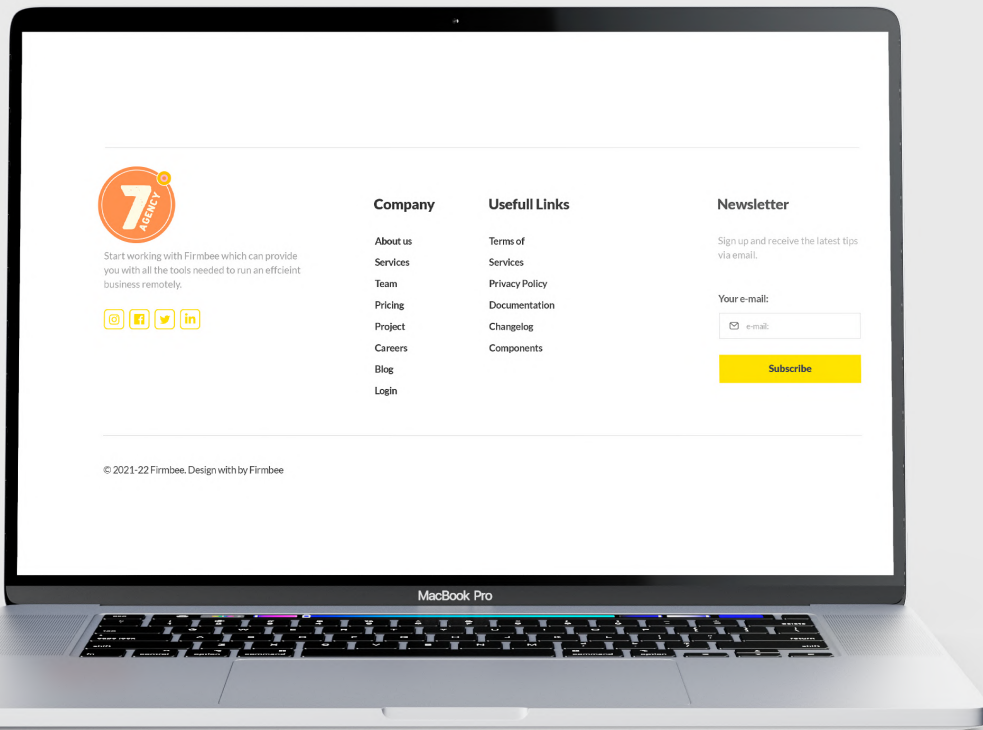 7
AGENCY
Start working with Firmbee which can provide
you with all the tools needed to run an effcieint
business remotely.
Company
About us
Services
Team
Pricing
Project
Careers
Blog
Login
Usefull Links
Terms of
Services
Privacy Policy
Documentation
Changelog
Components
Newsletter
Sign up and receive the latest tips
via email.
Your e-mail:
e-mail:
Subscribe
© 2021-22 Firmbee. Design with by Firmbee
MacBook Pro